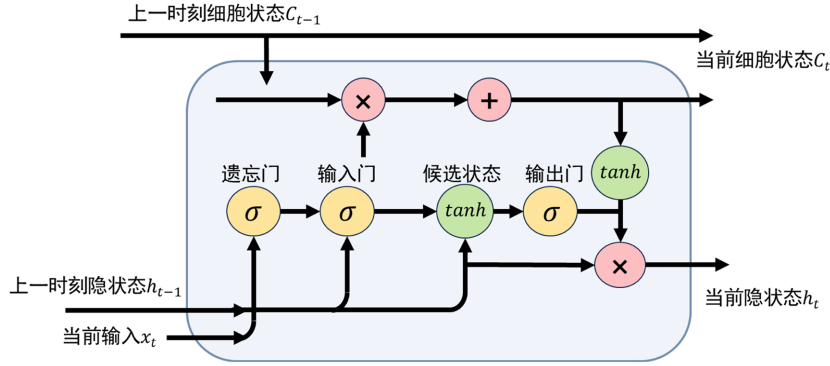 上一时刻细胞状态C_{t−1}
当前细胞状态C_t
×
+
遗忘门
输入门
候选状态
输出门
tanh
σ
σ
tanh
σ
×
上一时刻隐状态h_{t−1}
当前隐状态h_t
当前输入x_t